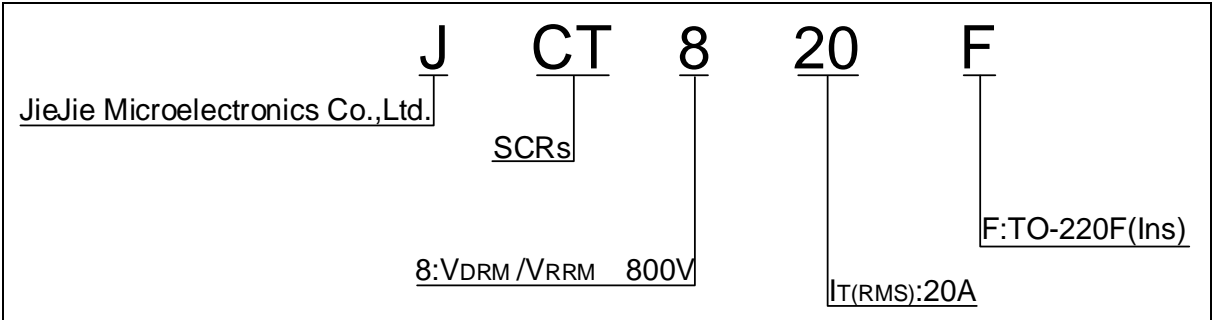 J CT 8 20 F
JieJie Microelectronics Co.,Ltd.
SCRs
F:TO-220F(Ins)
8:VDRM/VRRM 800V
IT(RMS):20A